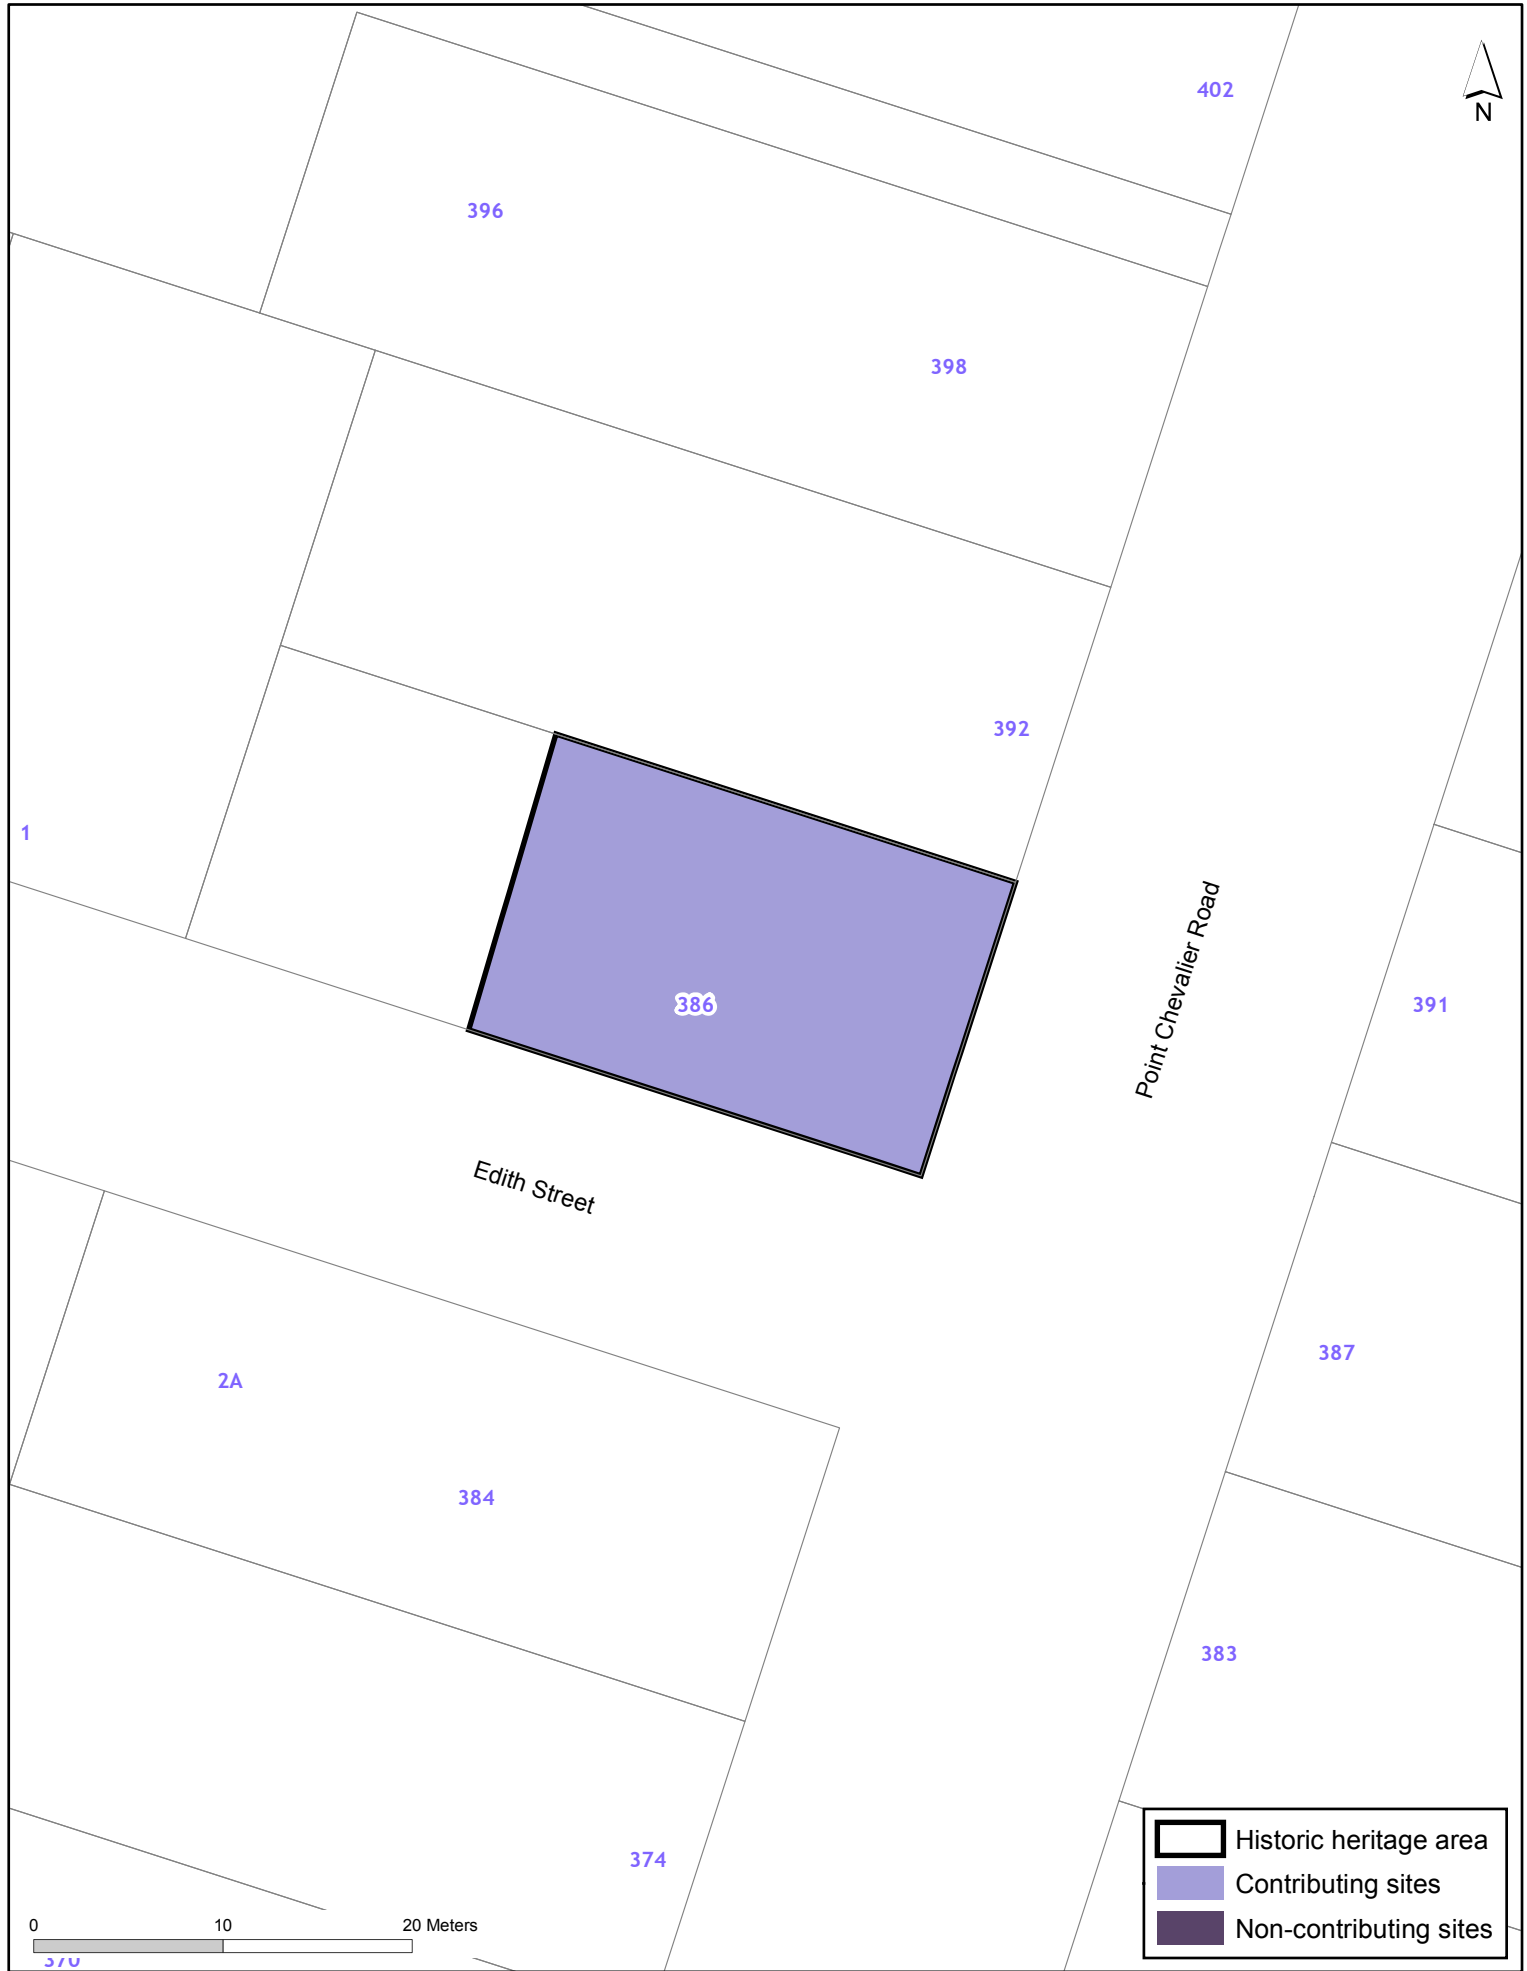 402
N
396
398
392
1
386
Point Chevalier Road
391
Edith Street
387
2A
384
383
374
Historic heritage area
Contributing sites
Non-contributing sites
0 10 20 Meters
370